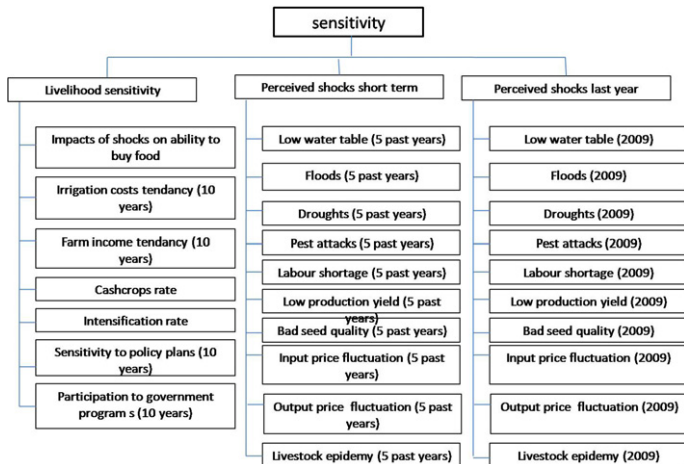 sensitivity
Livelihood sensitivity
Impacts of shocks on ability to
buy food
Irrigation costs tendancy (10
years)
Farm income tendancy (10
years)
Cashcrops rate
Intensification rate
Sensitivity to policy plans (10
years)
Participation to government
program s (10 years)
Perceived shocks short term
Low water table (5 past years)
Floods (5 past years)
Droughts (5 past years)
Pest attacks (5 past years)
Labour shortage (5 past years)
Low production yield (5 past
years)
Bad seed quality (5 past years)
Input price fluctuation (5 past
years)
Output price fluctuation (5 past
years)
Livestock epidemy (5 past years)
Perceived shocks last year
Low water table (2009)
Floods (2009)
Droughts (2009)
Pest attacks (2009)
Labour shortage (2009)
Low production yield (2009)
Bad seed quality (2009)
Input price fluctuation (2009)
Output price fluctuation (2009)
Livestock epidemy (2009)